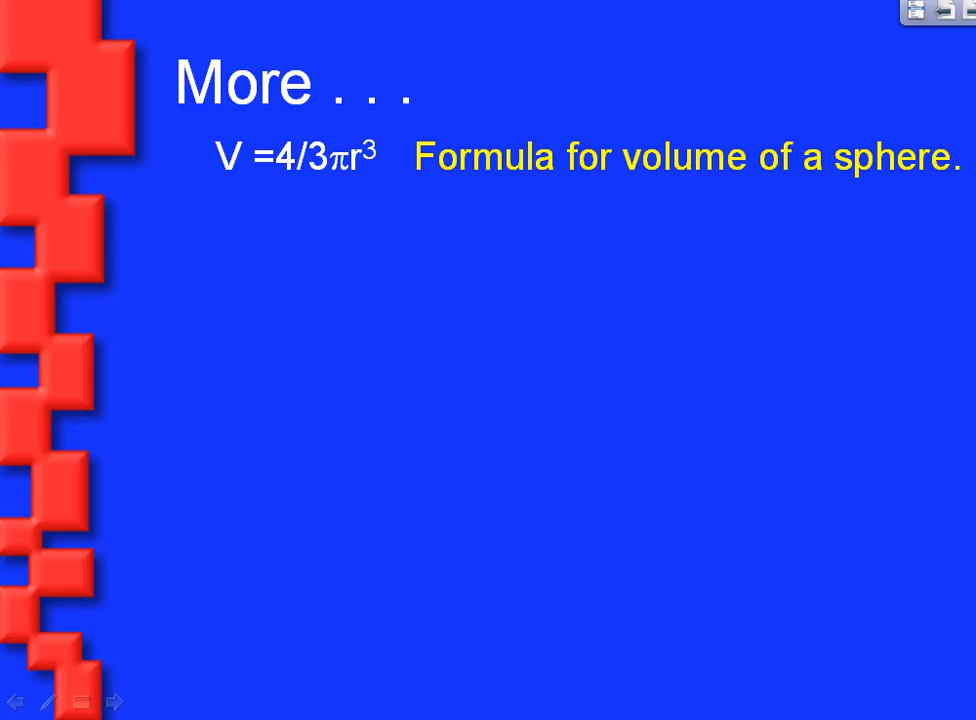 More . . .
V =4/3πr³ Formula for volume of a sphere.